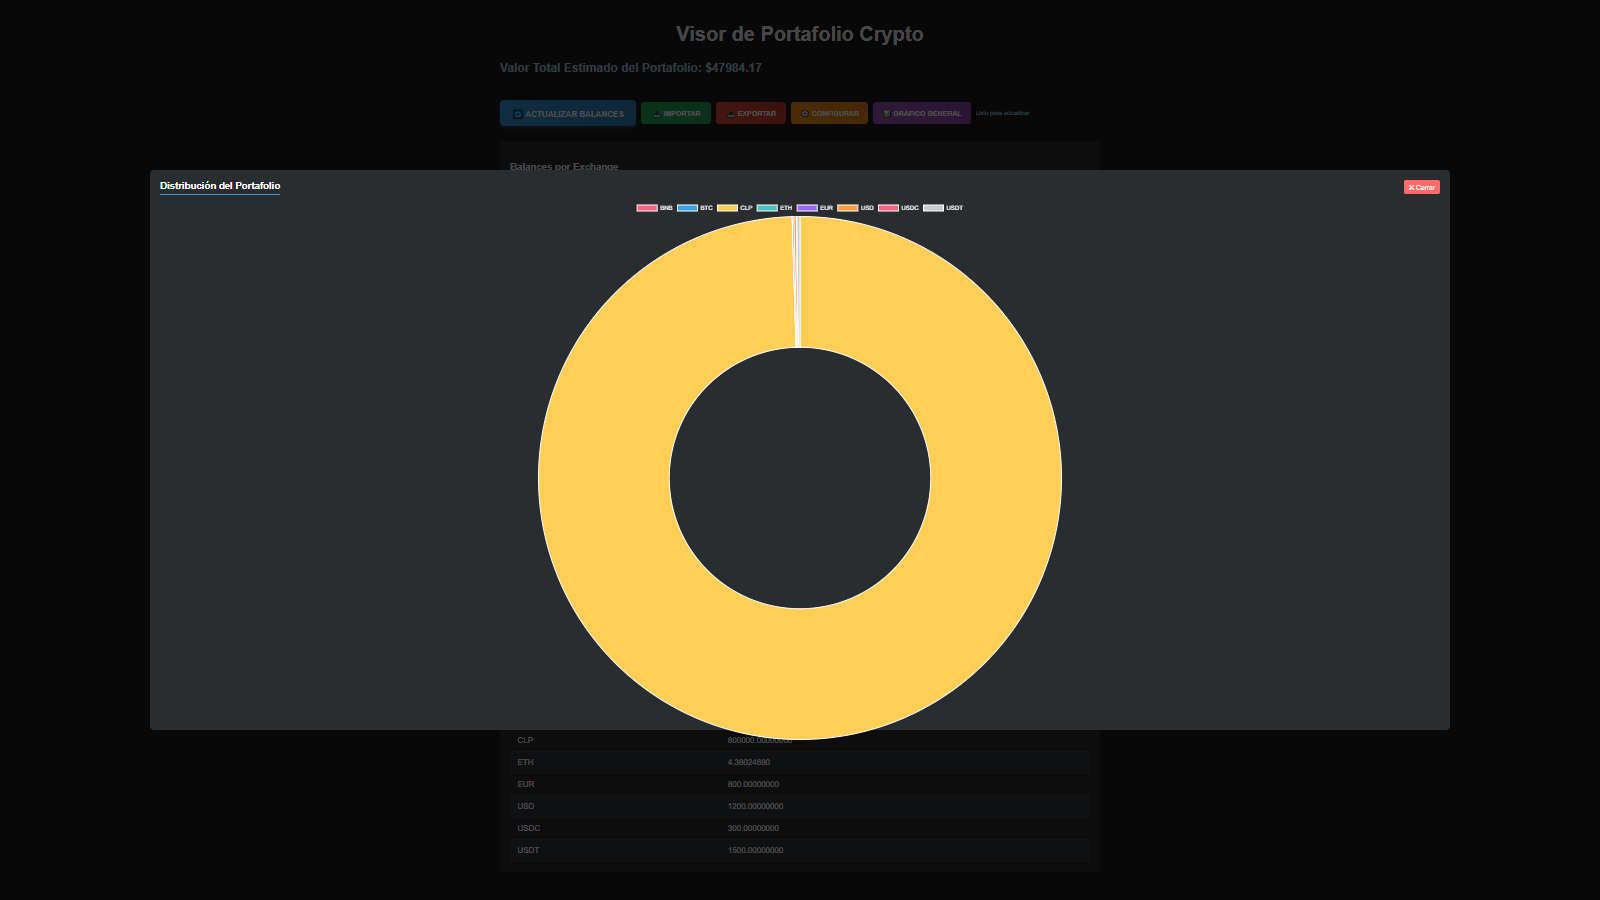 Visor de Portafolio Crypto
Valor Total Estimado del Portafolio: $47984.17
ACTUALIZAR BALANCES IMPORTAR EXPORTAR CONFIGURAR GRÁFICO GENERAL Listo para actualizar
Balances por Exchange
Distribución del Portafolio
✕ Cerrar
BNB BTC CLP ETH EUR USD USDC USDT
CLP 800000.00000000
ETH 4.38024680
EUR 800.00000000
USD 1200.00000000
USDC 300.00000000
USDT 1500.00000000